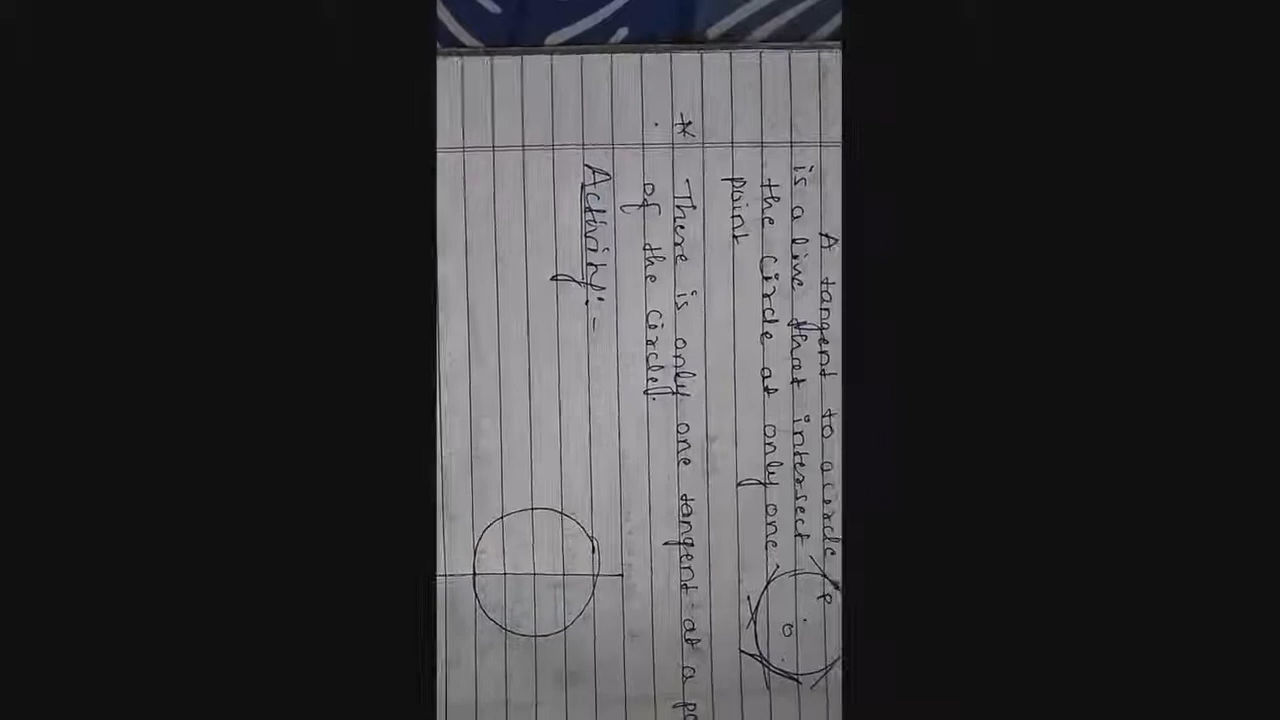 A tangent to a circle
is a line that intersect
the circle at only one
point
P
O
* There is only one tangent at a
of the circle.
Activity:-